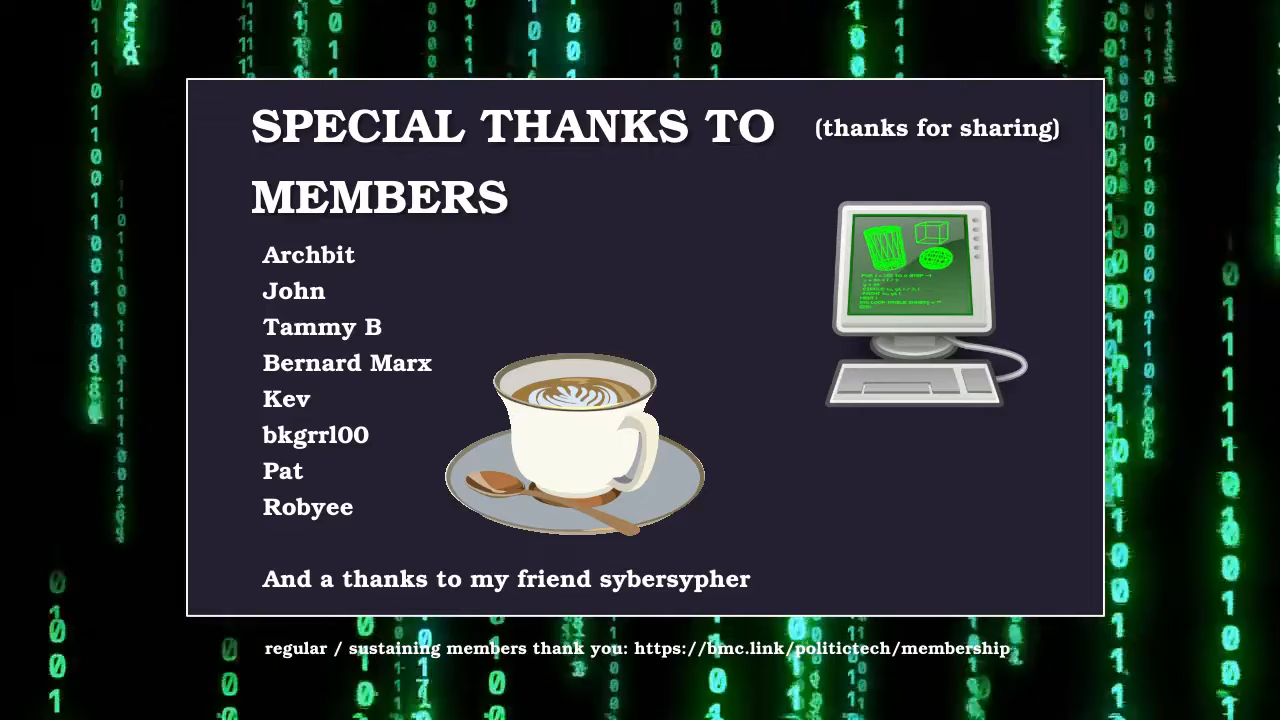 SPECIAL THANKS TO (thanks for sharing)
MEMBERS
Archbit
John
Tammy B
Bernard Marx
Kev
bkgrrl00
Pat
Robyee
And a thanks to my friend sybersypher
regular / sustaining members thank you: https://bmc.link/politictech/membership